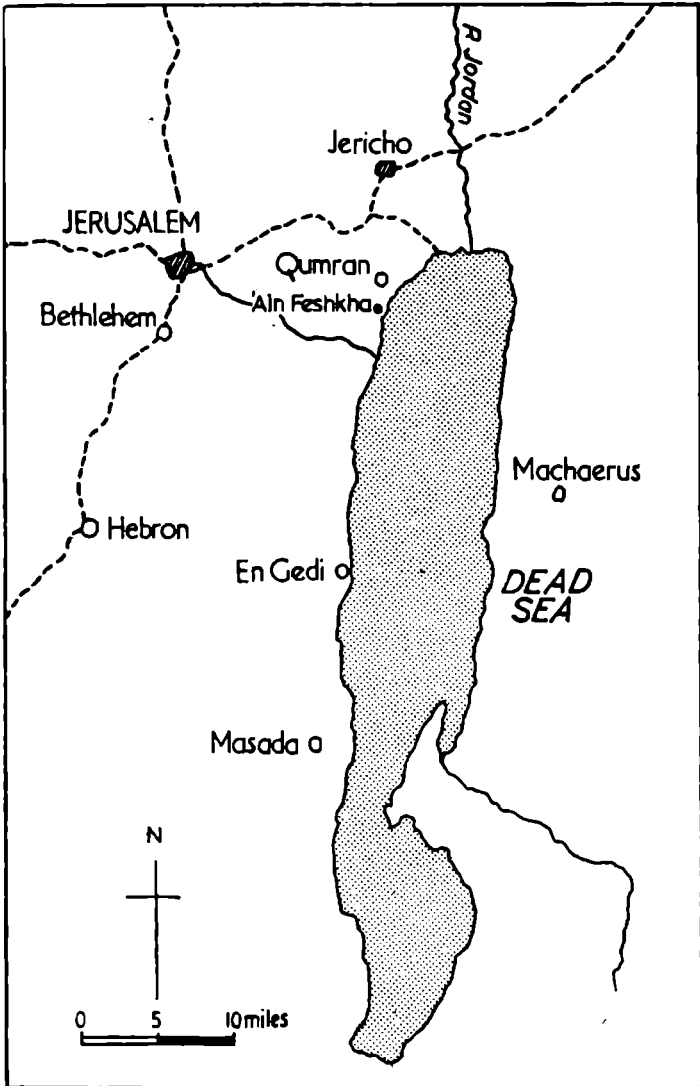 R. Jordan
Jericho
JERUSALEM
Qumran
'Ain Feshkha
Bethlehem
Machaerus
Hebron
En Gedi
DEAD
SEA
Masada
N
0 5 10 miles